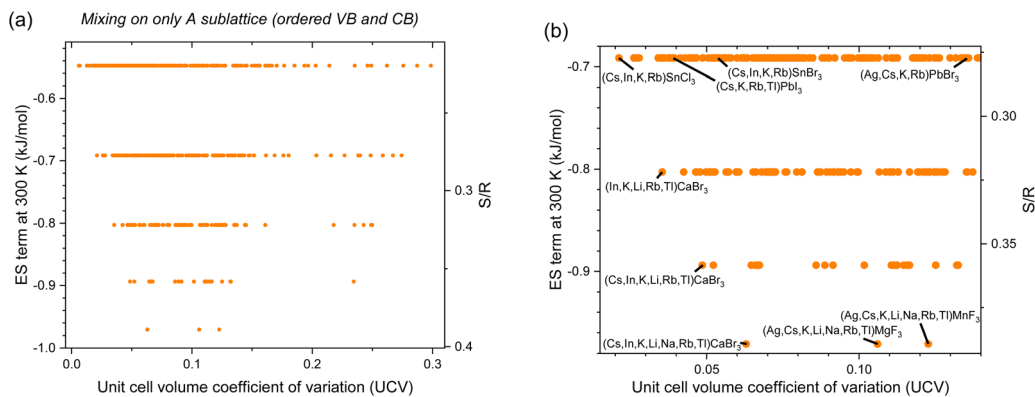 (a)
Mixing on only A sublattice (ordered VB and CB)
ES term at 300 K (kJ/mol)
-0.6
-0.7
-0.8
-0.9
-1.0
0.0
0.1
0.2
0.3
0.3
0.4
S/R
Unit cell volume coefficient of variation (UCV)
(b)
ES term at 300 K (kJ/mol)
-0.7
-0.8
-0.9
(Cs,In,K,Rb)SnCl₃
(Cs,In,K,Rb)SnBr₃
(Cs,K,Rb,Tl)PbI₃
(Ag,Cs,K,Rb)PbBr₃
(In,K,Li,Rb,Tl)CaBr₃
(Cs,In,K,Li,Rb,Tl)CaBr₃
(Ag,Cs,K,Li,Na,Rb,Tl)MnF₃
(Ag,Cs,K,Li,Na,Rb,Tl)MgF₃
(Cs,In,K,Li,Na,Rb,Tl)CaBr₃
0.05
0.10
0.30
0.35
S/R
Unit cell volume coefficient of variation (UCV)